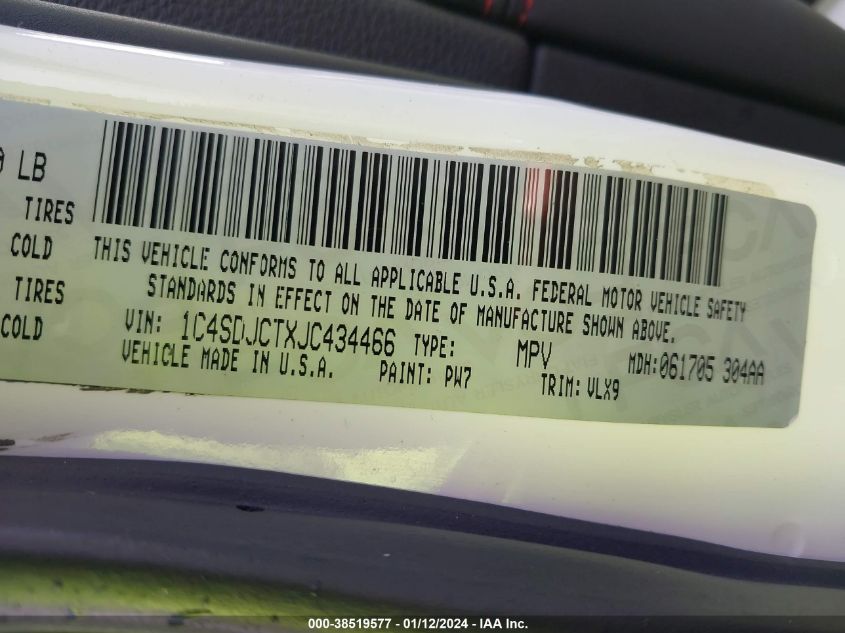 LB
TIRES
COLD
TIRES
COLD
THIS VEHICLE CONFORMS TO ALL APPLICABLE U.S.A. FEDERAL MOTOR VEHICLE SAFETY
STANDARDS IN EFFECT ON THE DATE OF MANUFACTURE SHOWN ABOVE.
VIN: 1C4SDJCTXJC434466 TYPE: MPV MDH:061705 304AA
VEHICLE MADE IN U.S.A. PAINT: PW7 TRIM: VLX9
000-38519577 - 01/12/2024 - IAA Inc.